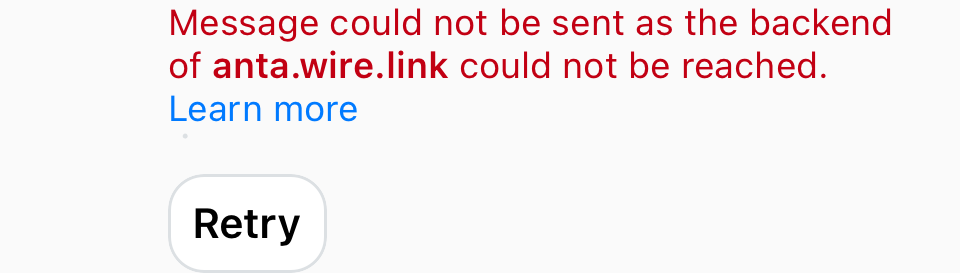 Message could not be sent as the backend
of anta.wire.link could not be reached.
Learn more
Retry